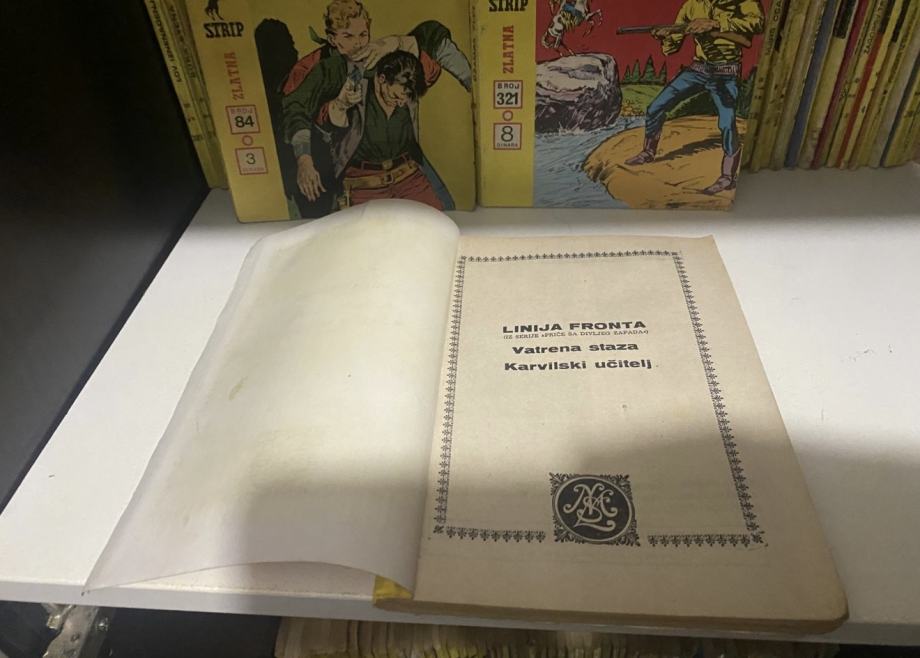 STRIP
ZLATNA
BROJ
84
3
DINARA
STRIP
ZLATNA
BROJ
321
8
DINARA
LINIJA FRONTA
(IZ SERIJE »PRIČE SA DIVLJEG ZAPADA«)
Vatrena staza
Karvilski učitelj